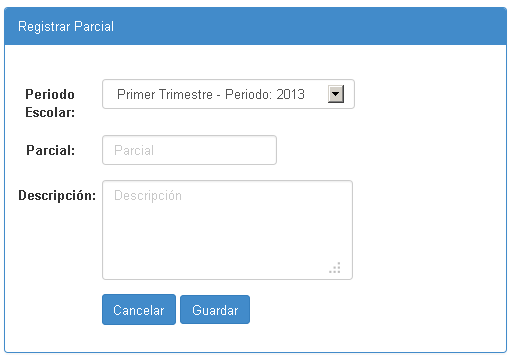 Registrar Parcial
Periodo Escolar:
Primer Trimestre - Periodo: 2013
Parcial:
Parcial
Descripción:
Descripción
Cancelar
Guardar